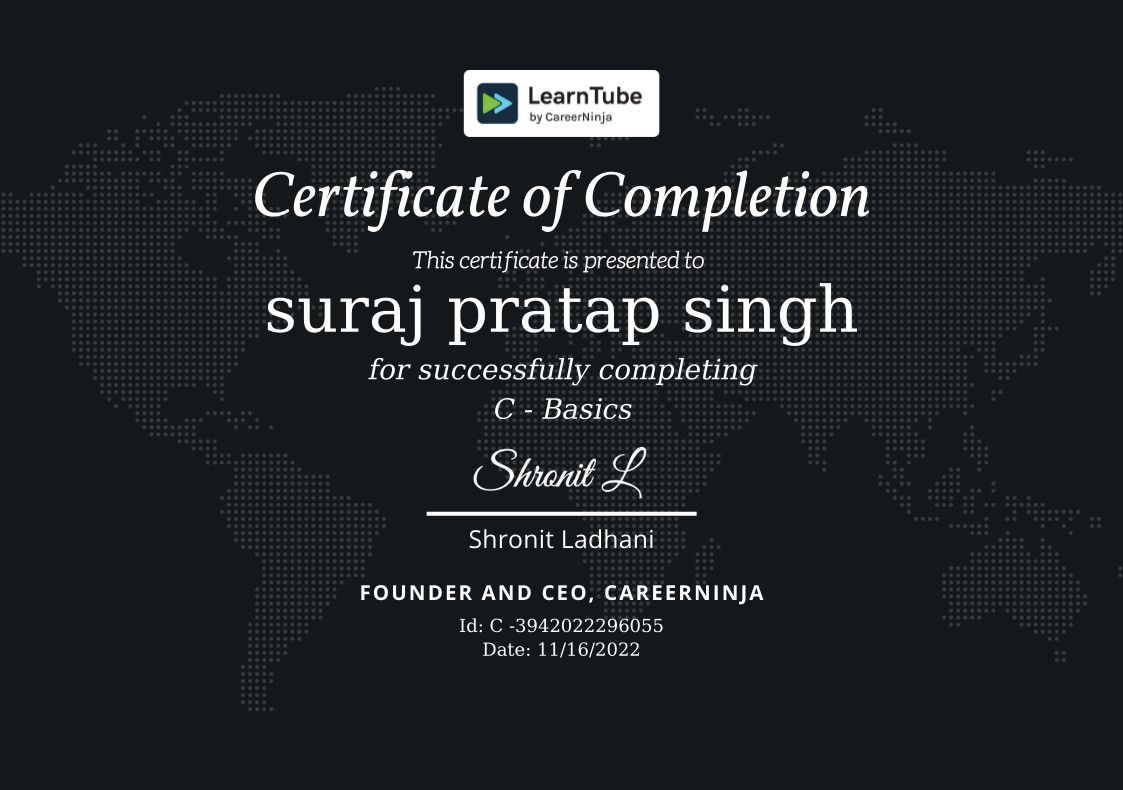 LearnTube
by CareerNinja
Certificate of Completion
This certificate is presented to
suraj pratap singh
for successfully completing
C - Basics
Shronit L
Shronit Ladhani
FOUNDER AND CEO, CAREERNINJA
Id: C -3942022296055
Date: 11/16/2022